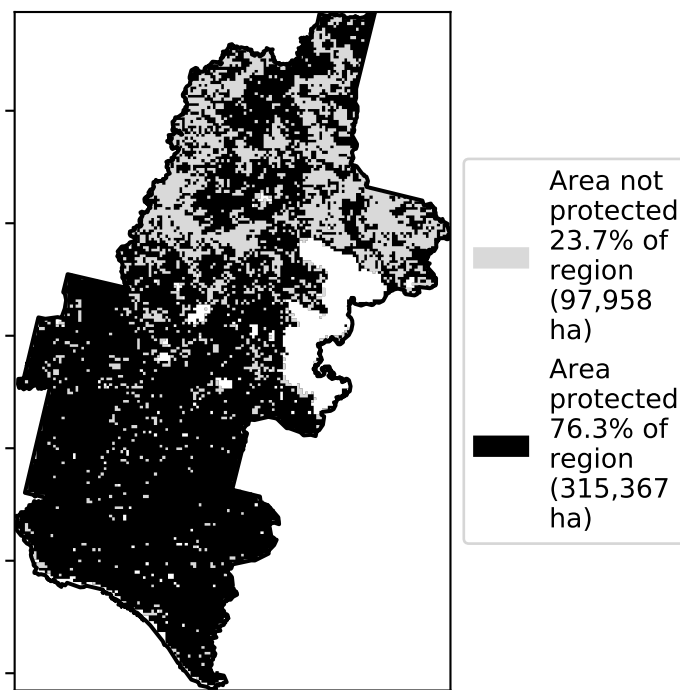 Area not
protected
23.7% of
region
(97,958
ha)
Area
protected
76.3% of
region
(315,367
ha)